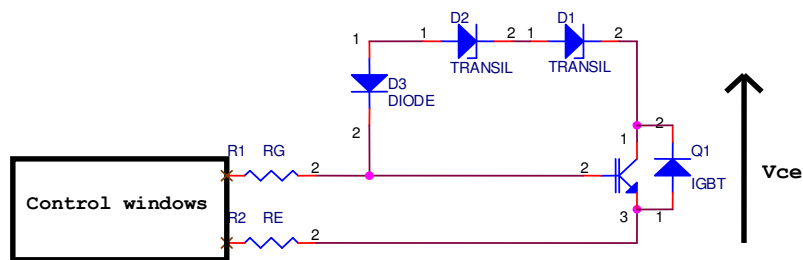 D2
D1
1
1
2
1
2
TRANSIL
TRANSIL
D3
DIODE
2
1
2
R1 RG
2
2
Q1
IGBT
Vce
Control windows
R2 RE
2
3
1